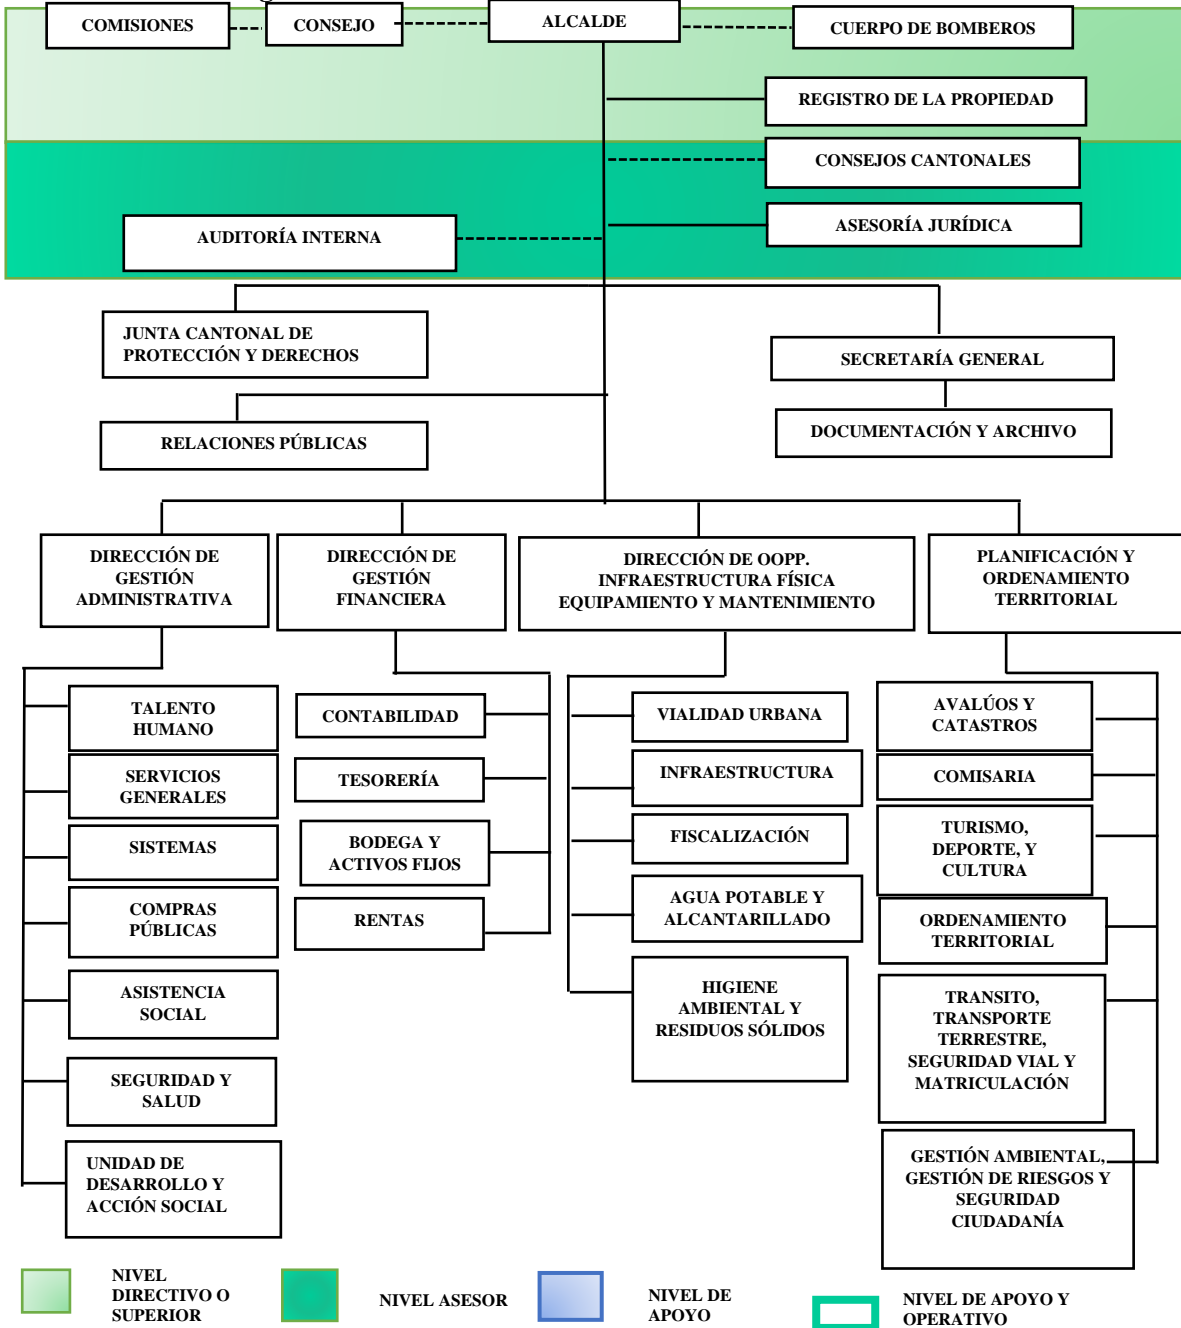 COMISIONES
CONSEJO
ALCALDE
CUERPO DE BOMBEROS
REGISTRO DE LA PROPIEDAD
CONSEJOS CANTONALES
AUDITORÍA INTERNA
ASESORÍA JURÍDICA
JUNTA CANTONAL DE
PROTECCIÓN Y DERECHOS
SECRETARÍA GENERAL
RELACIONES PÚBLICAS
DOCUMENTACIÓN Y ARCHIVO
DIRECCIÓN DE
GESTIÓN
ADMINISTRATIVA
DIRECCIÓN DE
GESTIÓN
FINANCIERA
DIRECCIÓN DE OOPP.
INFRAESTRUCTURA FÍSICA
EQUIPAMIENTO Y MANTENIMIENTO
PLANIFICACIÓN Y
ORDENAMIENTO
TERRITORIAL
TALENTO
HUMANO
SERVICIOS
GENERALES
SISTEMAS
COMPRAS
PÚBLICAS
ASISTENCIA
SOCIAL
SEGURIDAD Y
SALUD
UNIDAD DE
DESARROLLO Y
ACCIÓN SOCIAL
CONTABILIDAD
TESORERÍA
BODEGA Y
ACTIVOS FIJOS
RENTAS
VIALIDAD URBANA
INFRAESTRUCTURA
FISCALIZACIÓN
AGUA POTABLE Y
ALCANTARILLADO
HIGIENE
AMBIENTAL Y
RESIDUOS SÓLIDOS
AVALÚOS Y
CATASTROS
COMISARIA
TURISMO,
DEPORTE, Y
CULTURA
ORDENAMIENTO
TERRITORIAL
TRANSITO,
TRANSPORTE
TERRESTRE,
SEGURIDAD VIAL Y
MATRICULACIÓN
GESTIÓN AMBIENTAL,
GESTIÓN DE RIESGOS Y
SEGURIDAD
CIUDADANÍA
NIVEL
DIRECTIVO O
SUPERIOR
NIVEL ASESOR
NIVEL DE
APOYO
NIVEL DE APOYO Y
OPERATIVO